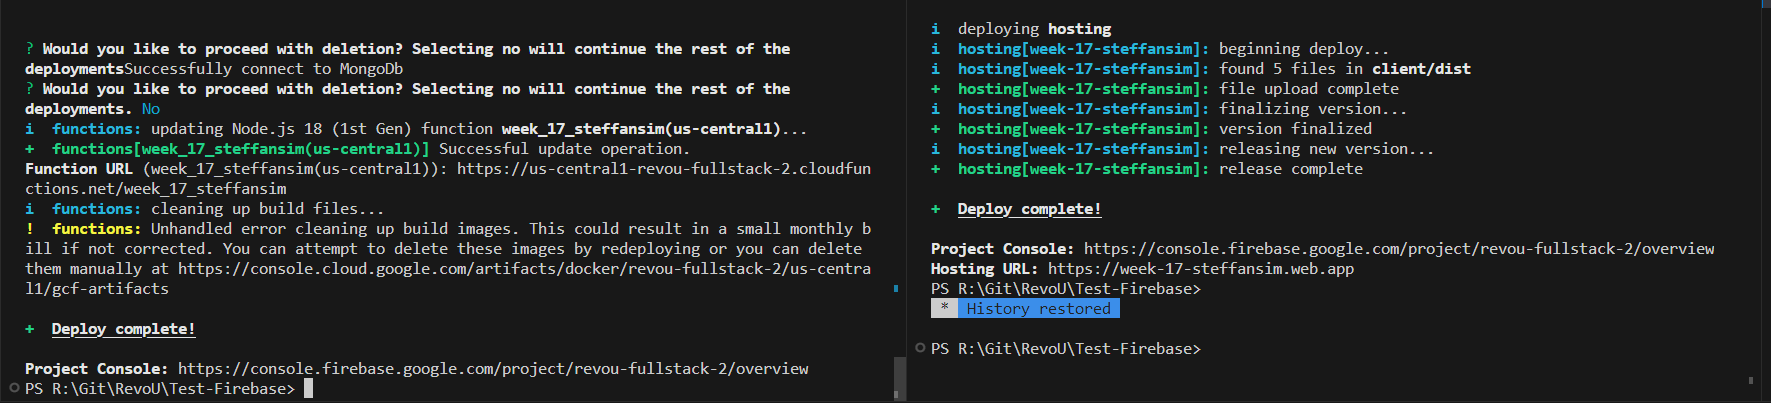 ? Would you like to proceed with deletion? Selecting no will continue the rest of the
deploymentsSuccessfully connect to MongoDb
? Would you like to proceed with deletion? Selecting no will continue the rest of the
deployments. No
i  functions: updating Node.js 18 (1st Gen) function week_17_steffansim(us-central1)...
+  functions[week_17_steffansim(us-central1)] Successful update operation.
Function URL (week_17_steffansim(us-central1)): https://us-central1-revou-fullstack-2.cloudfun
ctions.net/week_17_steffansim
i  functions: cleaning up build files...
!  functions: Unhandled error cleaning up build images. This could result in a small monthly b
ill if not corrected. You can attempt to delete these images by redeploying or you can delete
them manually at https://console.cloud.google.com/artifacts/docker/revou-fullstack-2/us-centra
l1/gcf-artifacts
+  Deploy complete!
Project Console: https://console.firebase.google.com/project/revou-fullstack-2/overview
PS R:\Git\RevoU\Test-Firebase>
i  deploying hosting
i  hosting[week-17-steffansim]: beginning deploy...
i  hosting[week-17-steffansim]: found 5 files in client/dist
+  hosting[week-17-steffansim]: file upload complete
i  hosting[week-17-steffansim]: finalizing version...
+  hosting[week-17-steffansim]: version finalized
i  hosting[week-17-steffansim]: releasing new version...
+  hosting[week-17-steffansim]: release complete
+  Deploy complete!
Project Console: https://console.firebase.google.com/project/revou-fullstack-2/overview
Hosting URL: https://week-17-steffansim.web.app
PS R:\Git\RevoU\Test-Firebase>
*  History restored
PS R:\Git\RevoU\Test-Firebase>